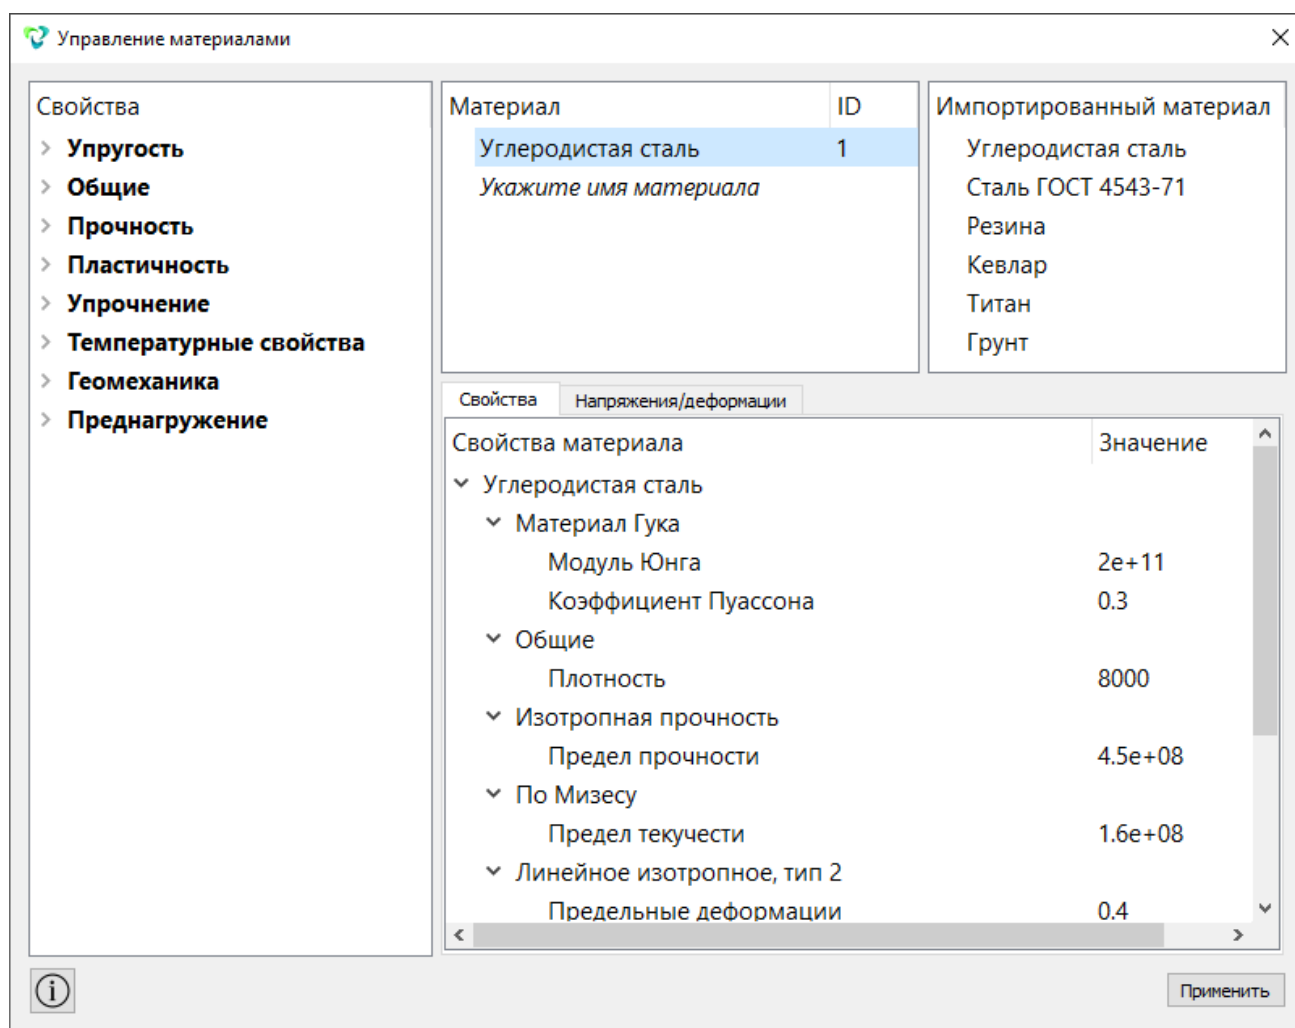 Управление материалами
Свойства
Упругость
Общие
Прочность
Пластичность
Упрочнение
Температурные свойства
Геомеханика
Преднагружение
Материал ID
Углеродистая сталь 1
Укажите имя материала
Импортированный материал
Углеродистая сталь
Сталь ГОСТ 4543-71
Резина
Кевлар
Титан
Грунт
Свойства Напряжения/деформации
Свойства материала Значение
Углеродистая сталь
Материал Гука
Модуль Юнга 2e+11
Коэффициент Пуассона 0.3
Общие
Плотность 8000
Изотропная прочность
Предел прочности 4.5e+08
По Мизесу
Предел текучести 1.6e+08
Линейное изотропное, тип 2
Предельные деформации 0.4
Применить